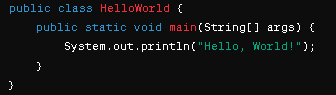 public class HelloWorld {
    public static void main(String[] args) {
        System.out.println("Hello, World!");
    }
}